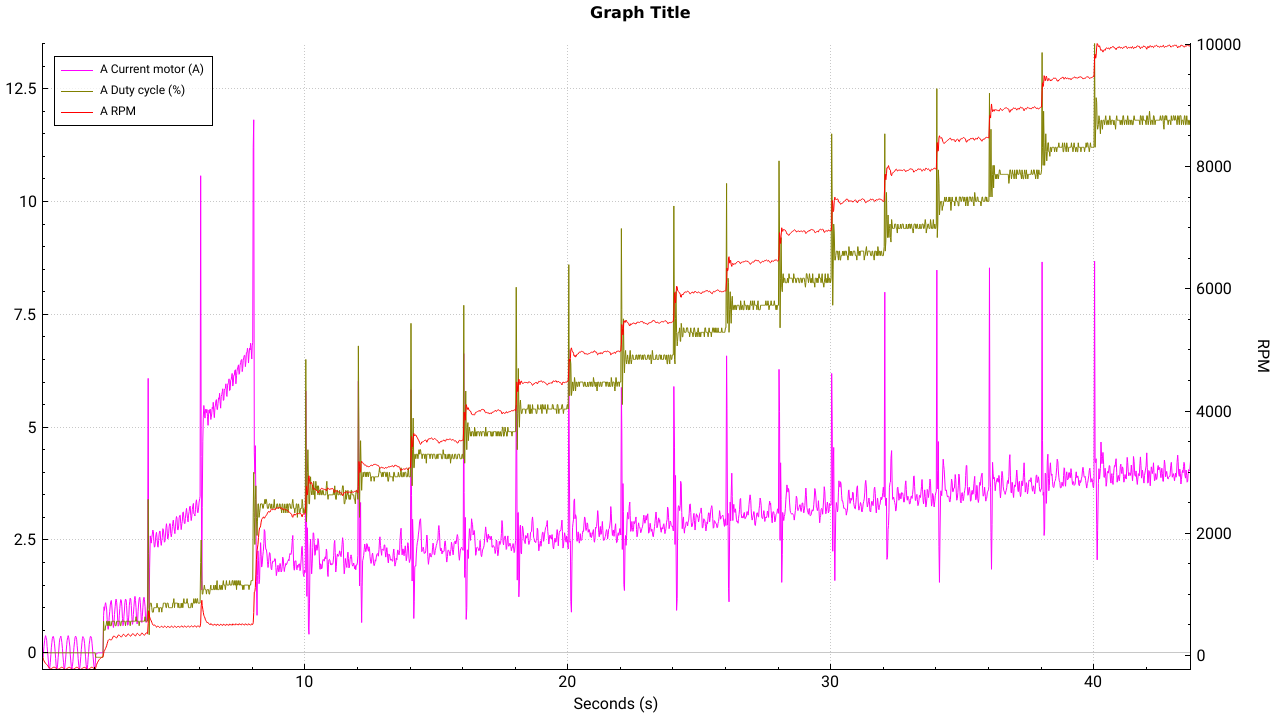 Graph Title
A Current motor (A)
A Duty cycle (%)
A RPM
12.5
10
7.5
5
2.5
0
10000
8000
6000
4000
2000
0
RPM
10
20
30
40
Seconds (s)